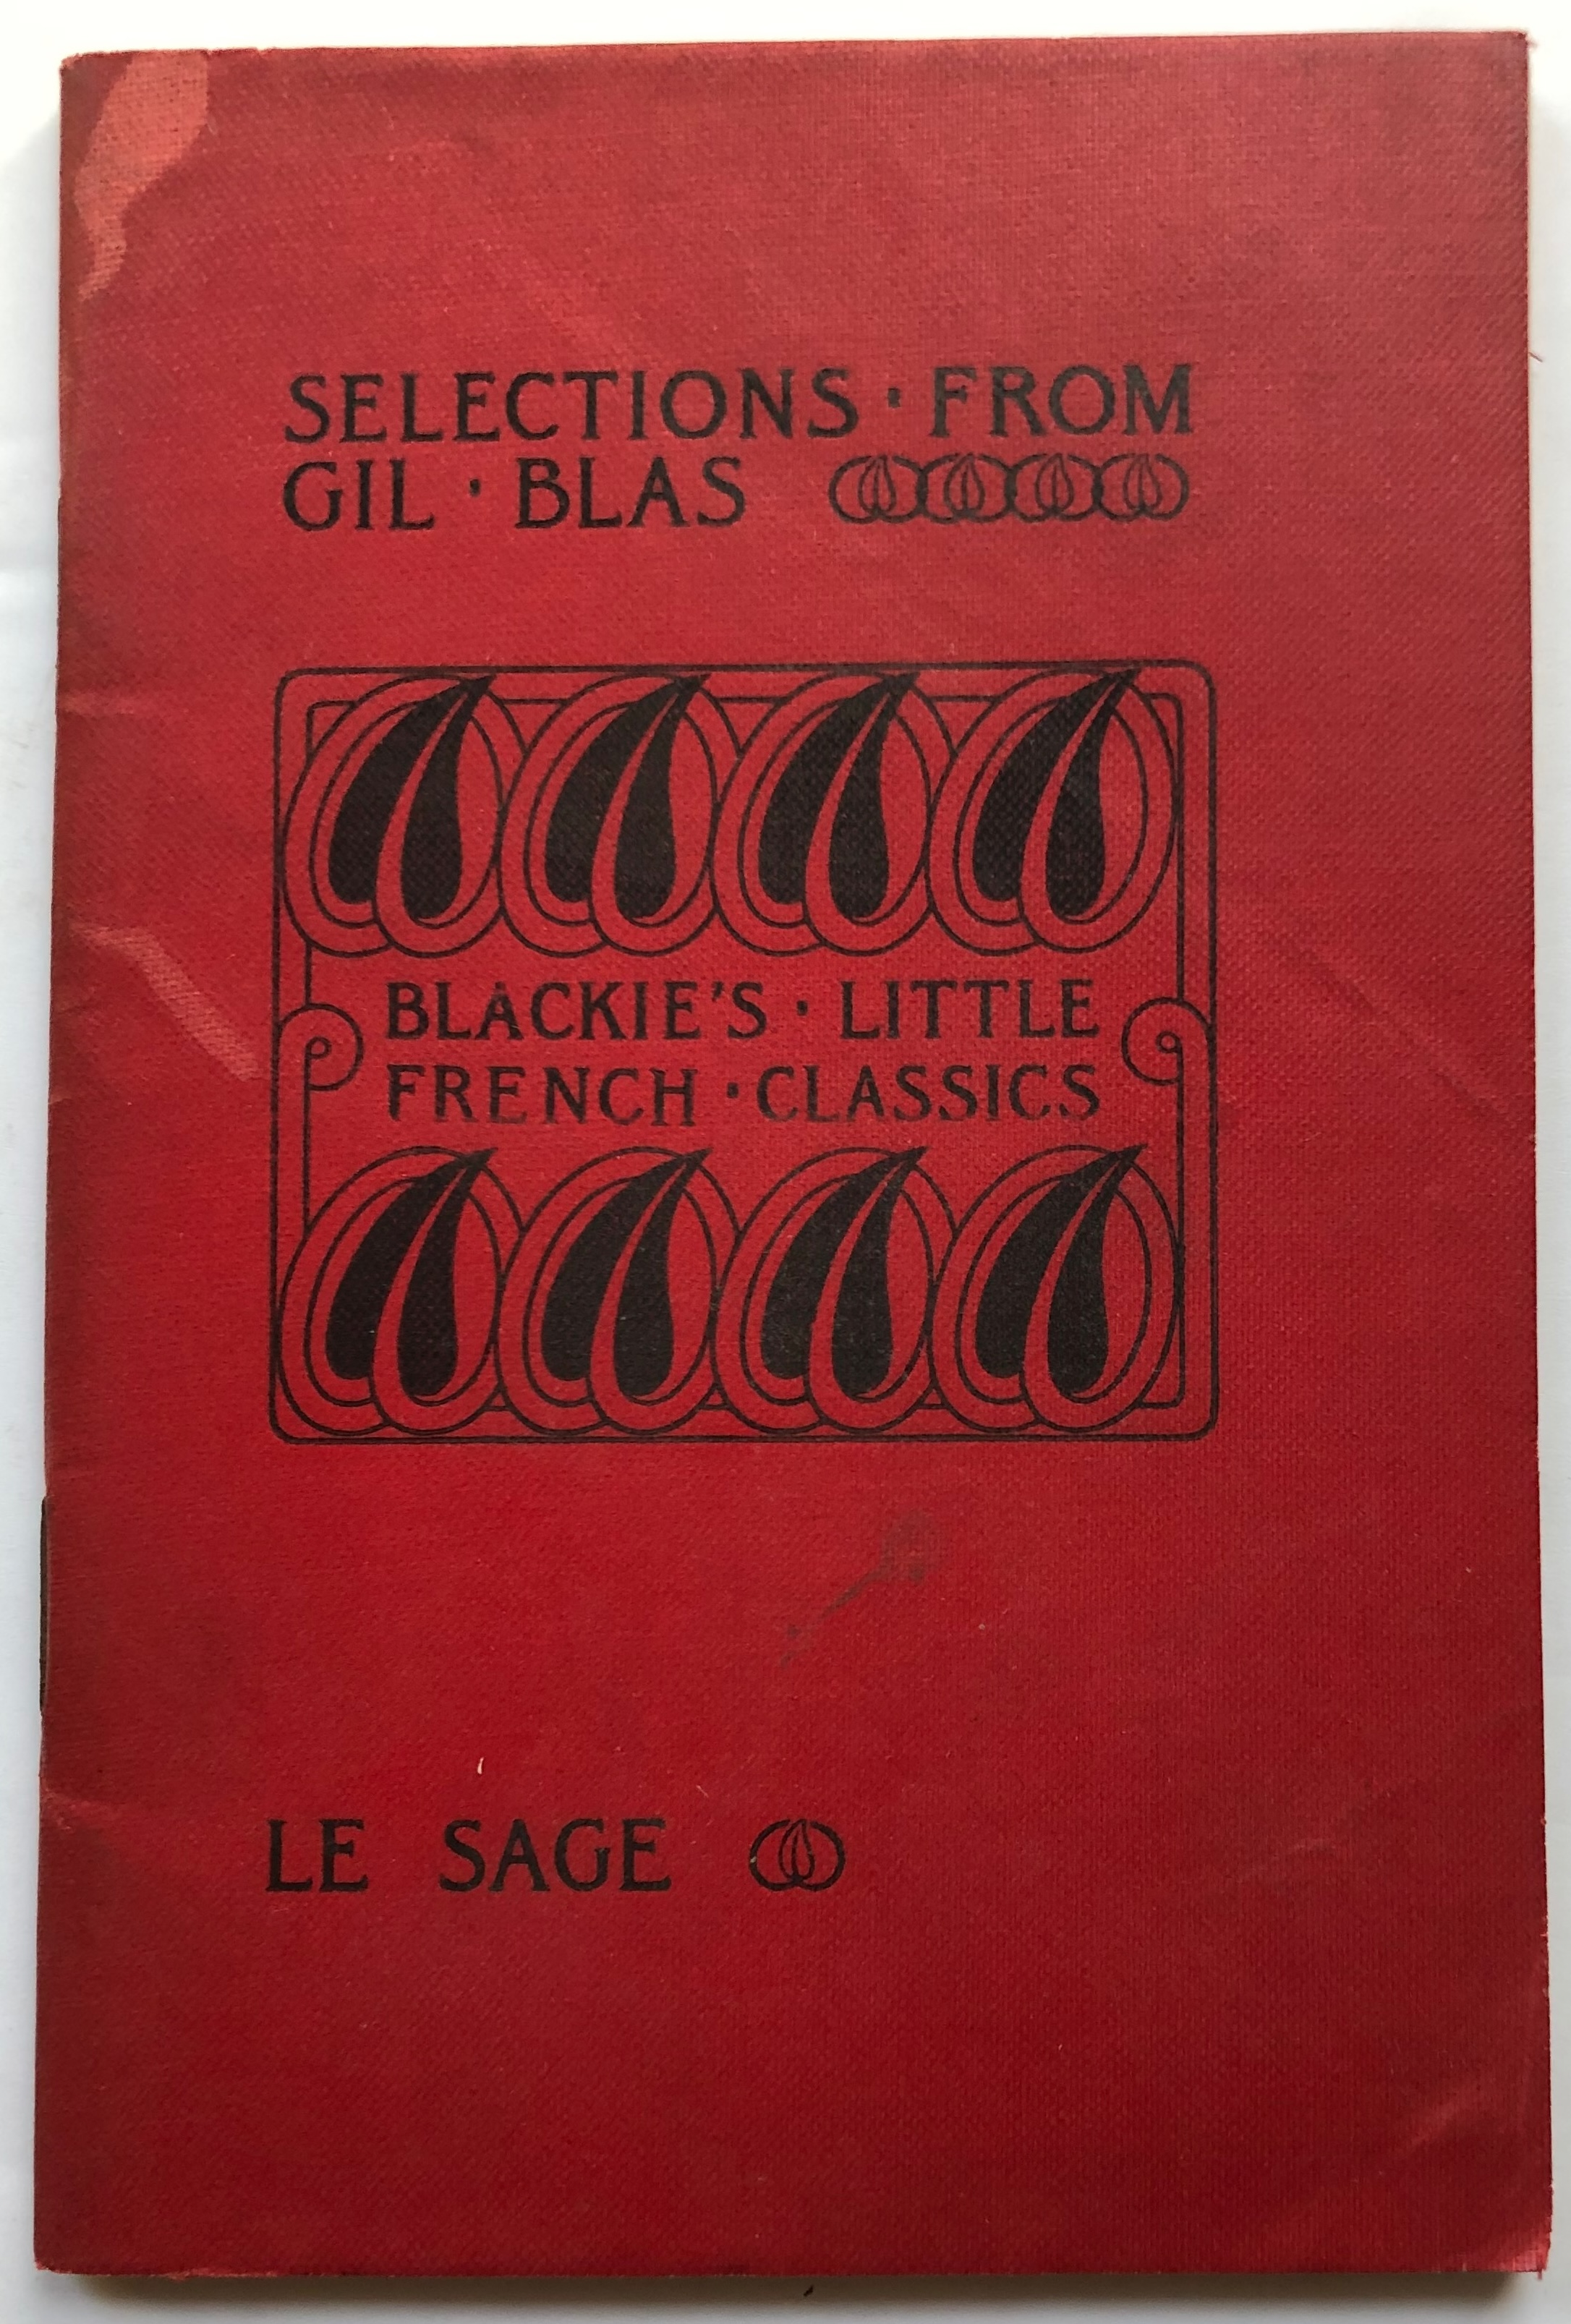 SELECTIONS · FROM
GIL · BLAS
BLACKIE'S · LITTLE
FRENCH · CLASSICS
LE SAGE